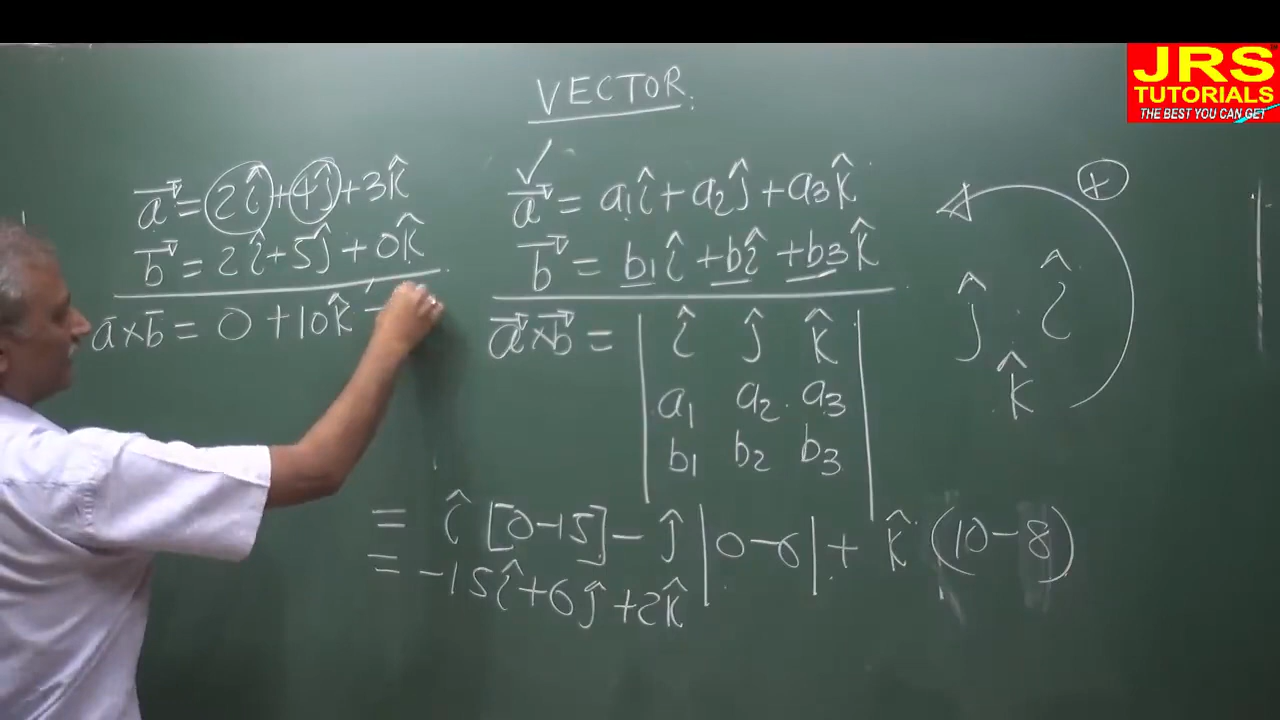 JRS
TUTORIALS
THE BEST YOU CAN GET
VECTOR.
a⃗ = 2î+4ĵ+3k̂
b⃗ = 2î+5ĵ+0k̂
a̅×b̅ = 0+10k̂
✓
a⃗ = a1î+a2ĵ+a3k̂
b⃗ = b1î+bî+b3k̂
a⃗×b⃗ = | î ĵ k̂ |
| a1 a2 a3 |
| b1 b2 b3 |
+
ĵ î
k̂
= î [0-15] - ĵ |0-6| + k̂ (10-8)
= -15î+6ĵ+2k̂